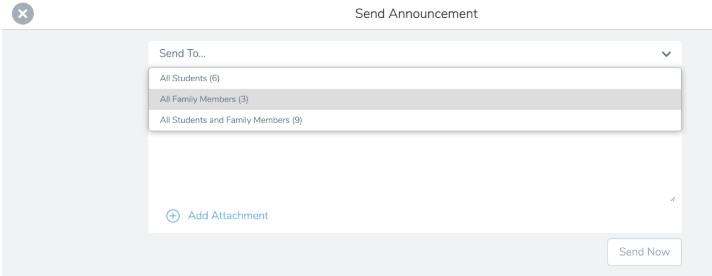 Send Announcement
Send To...
All Students (6)
All Family Members (3)
All Students and Family Members (9)
Add Attachment
Send Now